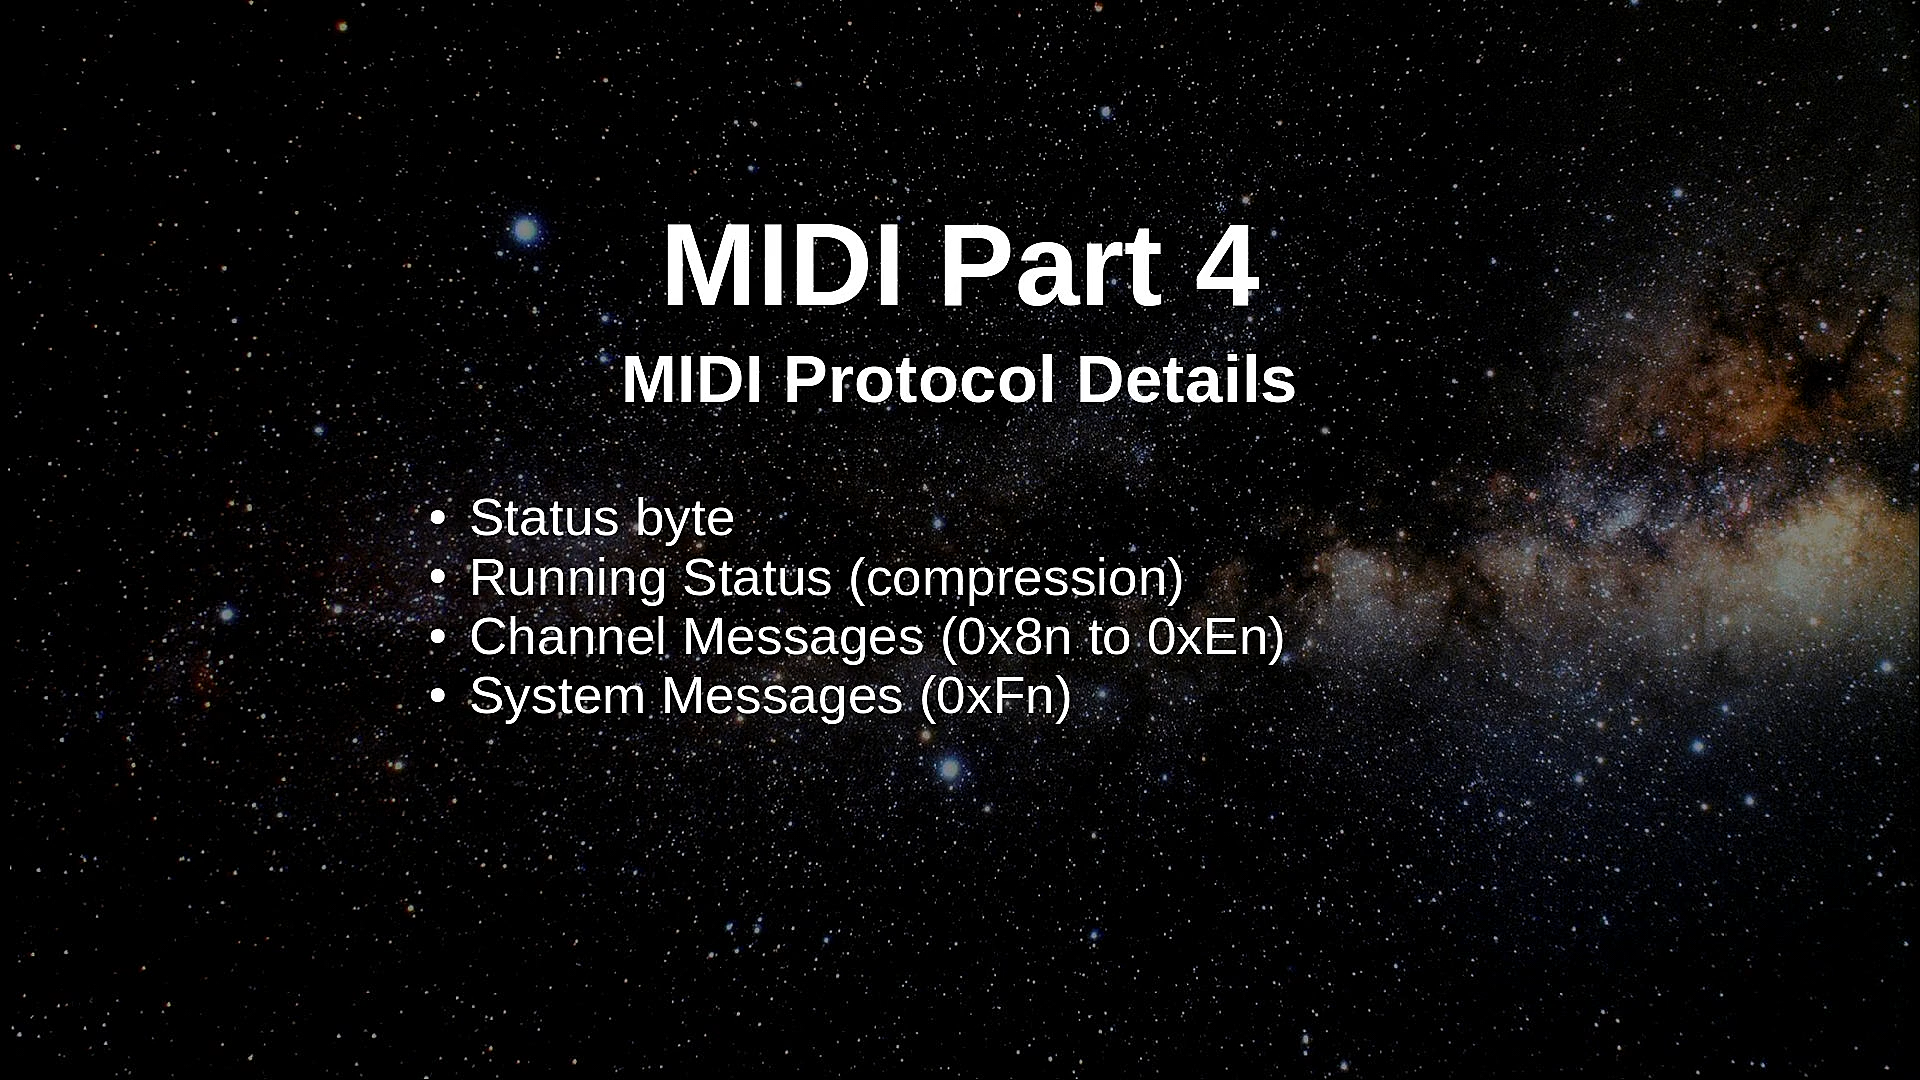 MIDI Part 4
MIDI Protocol Details
• Status byte
• Running Status (compression)
• Channel Messages (0x8n to 0xEn)
• System Messages (0xFn)